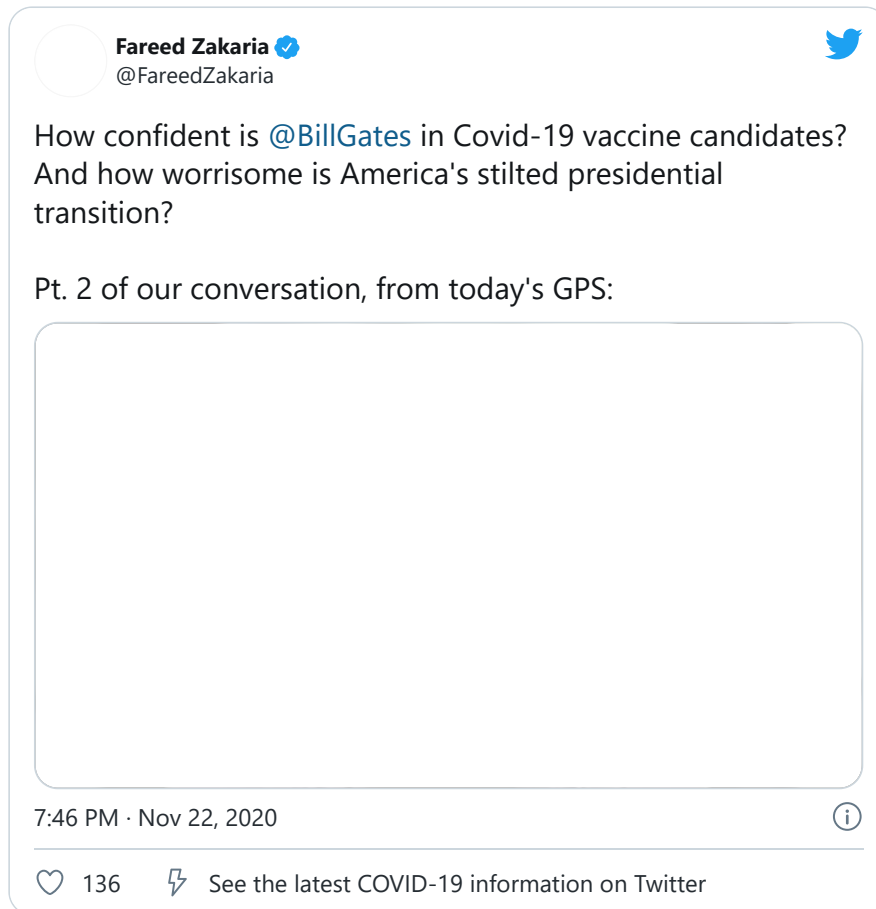 Fareed Zakaria
@FareedZakaria
How confident is @BillGates in Covid-19 vaccine candidates?
And how worrisome is America's stilted presidential
transition?
Pt. 2 of our conversation, from today's GPS:
7:46 PM · Nov 22, 2020
136 See the latest COVID-19 information on Twitter